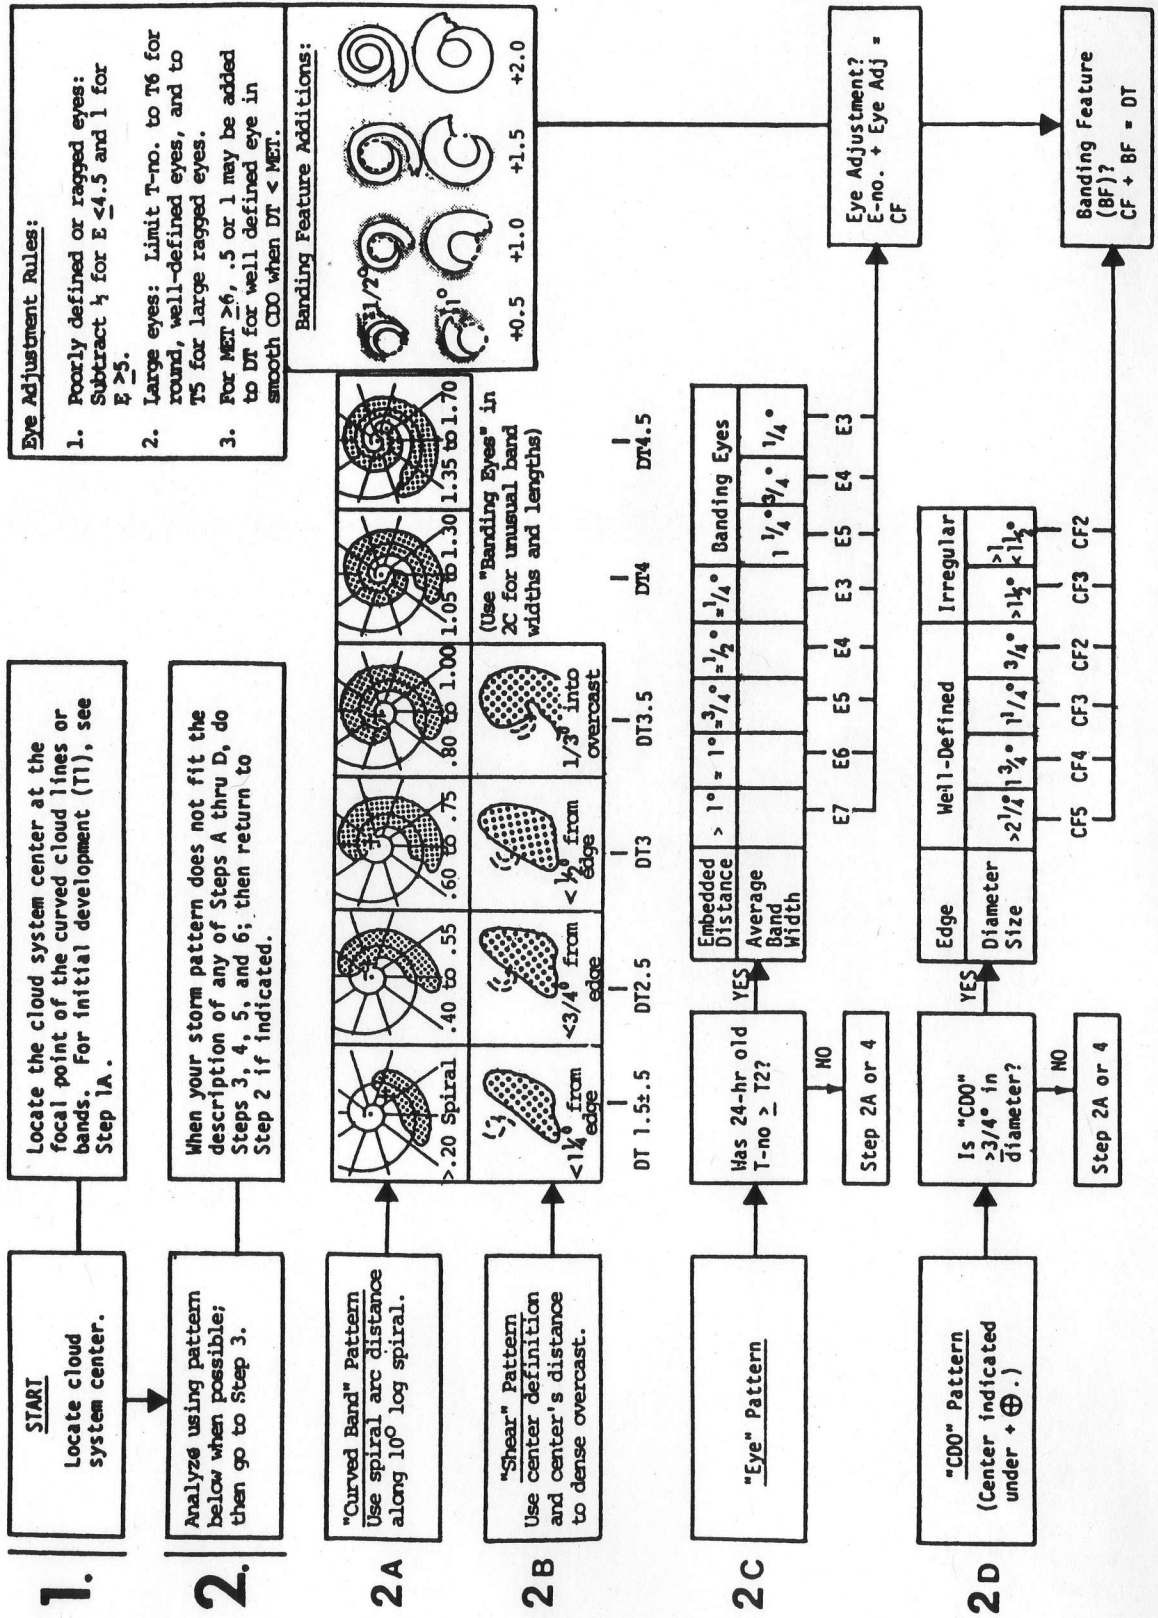 1.
START
Locate cloud
system center.
Locate the cloud system center at the
focal point of the curved cloud lines or
bands. For initial development (T1), see
Step 1A.
2.
Analyze using pattern
below when possible;
then go to Step 3.
When your storm pattern does not fit the
description of any of Steps A thru D, do
Steps 3, 4, 5, and 6; then return to
Step 2 if indicated.
Eye Adjustment Rules:
1. Poorly defined or ragged eyes:
Subtract ½ for E ≤4.5 and 1 for
E ≥5.
2. Large eyes: Limit T-no. to T6 for
round, well-defined eyes, and to
T5 for large ragged eyes.
3. For MET ≥6, .5 or 1 may be added
to DT for well defined eye in
smooth CDO when DT < MET.
Banding Feature Additions:
=1/2°
=1°
+0.5 +1.0 +1.5 +2.0
2A
"Curved Band" Pattern
Use spiral arc distance
along 10° log spiral.
>.20 Spiral .40 to .55 .60 to .75 .80 to 1.00 1.05 to 1.30 1.35 to 1.70
2B
"Shear" Pattern
Use center definition
and center's distance
to dense overcast.
<1¼° from
edge
<3/4° from
edge
<½° from
edge
1/3° into
overcast
(Use "Banding Eyes" in
2C for unusual band
widths and lengths)
DT 1.5±.5 DT2.5 DT3 DT3.5 DT4 DT4.5
2C
"Eye" Pattern
Has 24-hr old
T-no ≥ T2?
YES
NO
Step 2A or 4
Embedded
Distance
> 1° = 1° =3/4° =1/2° =1/4° Banding Eyes
Average
Band
Width
1 1/4° 3/4° 1/4°
E7 E6 E5 E4 E3 E5 E4 E3
Eye Adjustment?
E-no. + Eye Adj =
CF
2D
"CDO" Pattern
(Center indicated
under + ⊕.)
Is "CDO"
≥3/4° in
diameter?
YES
NO
Step 2A or 4
Edge Well-Defined Irregular
Diameter
Size
>2 1/4° 1 3/4° 1 1/4° 3/4° >1½° >1
<1½°
CF5 CF4 CF3 CF2 CF3 CF2
Banding Feature
(BF)?
CF + BF = DT